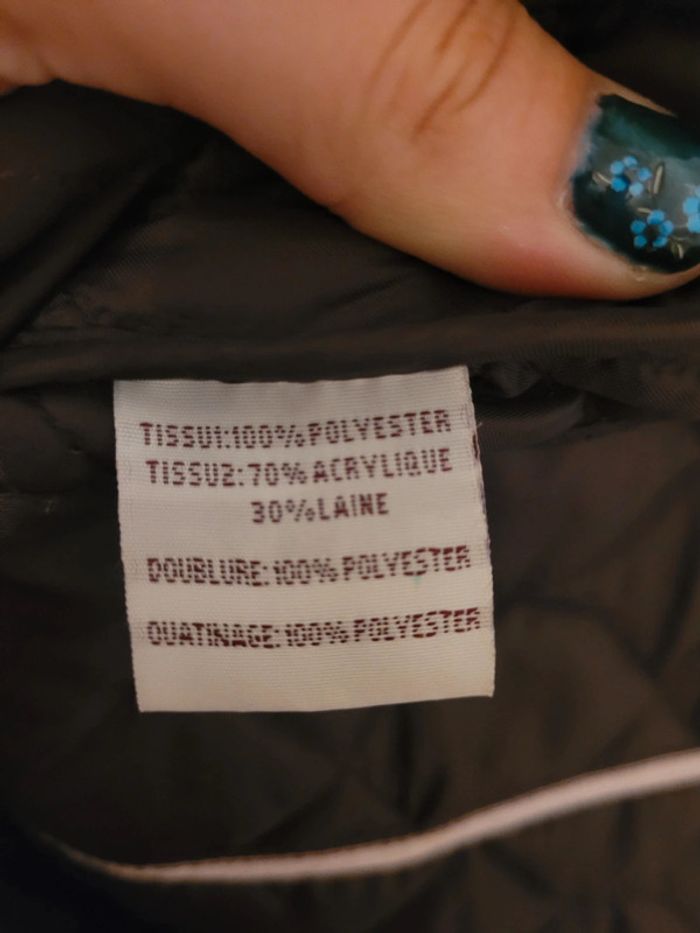 TISSU1:100% POLYESTER
TISSU2:70% ACRYLIQUE
30% LAINE
DOUBLURE:100% POLYESTER
OUATINAGE:100% POLYESTER